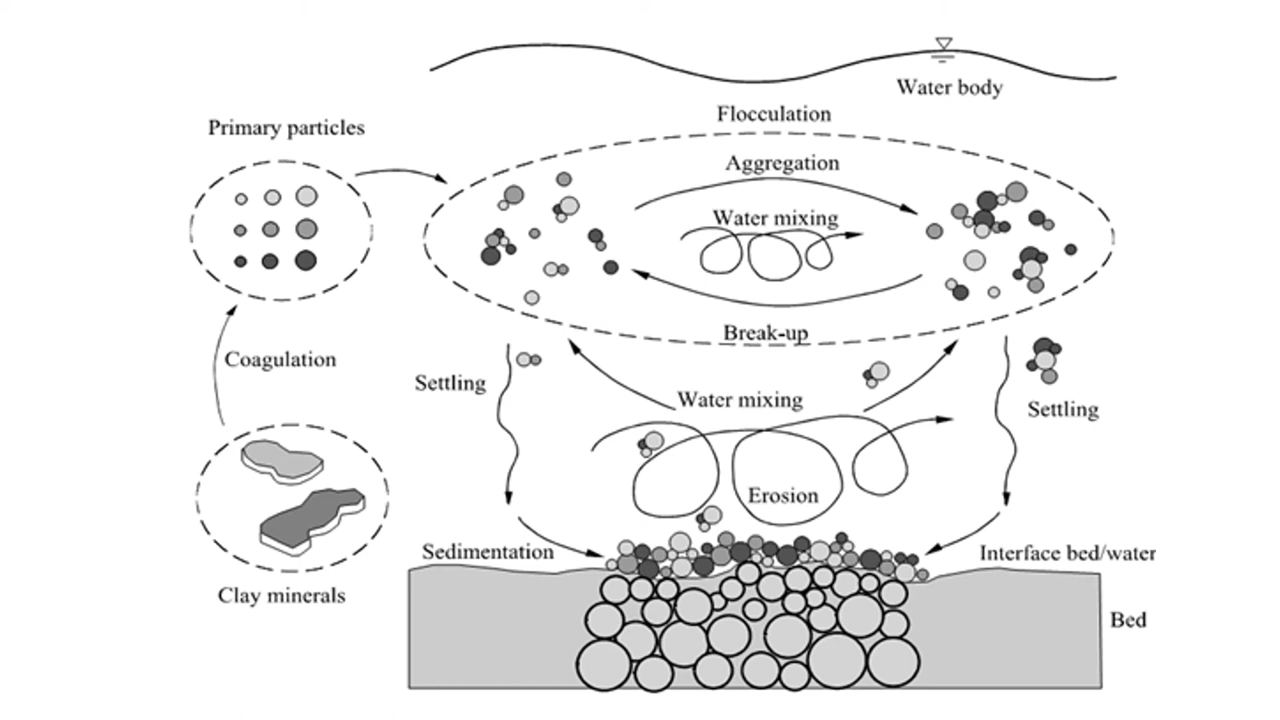 Water body
Flocculation
Primary particles
Aggregation
Water mixing
Break-up
Coagulation
Settling
Water mixing
Settling
Erosion
Sedimentation
Interface bed/water
Clay minerals
Bed